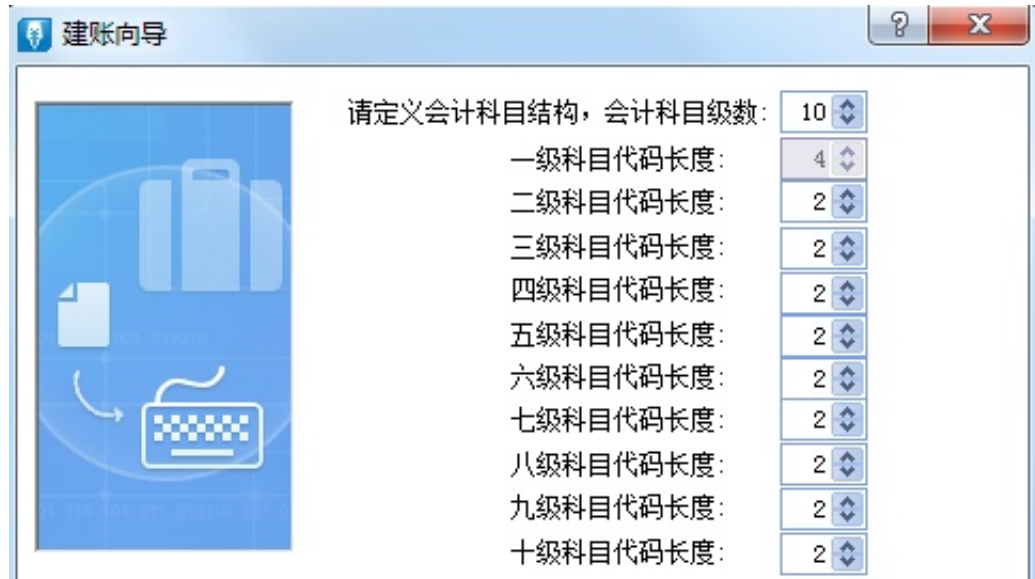 建账向导
请定义会计科目结构，会计科目级数: 10
一级科目代码长度: 4
二级科目代码长度: 2
三级科目代码长度: 2
四级科目代码长度: 2
五级科目代码长度: 2
六级科目代码长度: 2
七级科目代码长度: 2
八级科目代码长度: 2
九级科目代码长度: 2
十级科目代码长度: 2